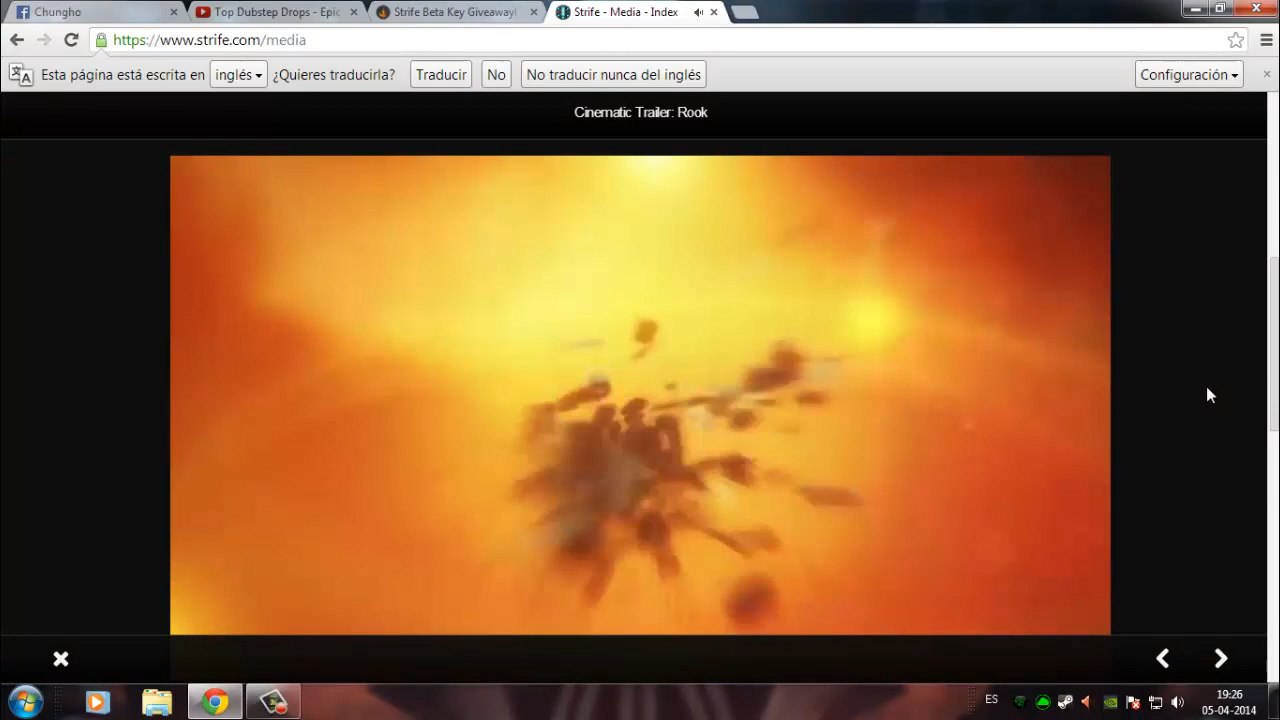 Chungho
Top Dubstep Drops - Epic
Strife Beta Key Giveaway!
Strife - Media - Index
https://www.strife.com/media
Esta página está escrita en inglés ¿Quieres traducirla? Traducir No No traducir nunca del inglés Configuración
Cinematic Trailer: Rook
ES
19:26
05-04-2014